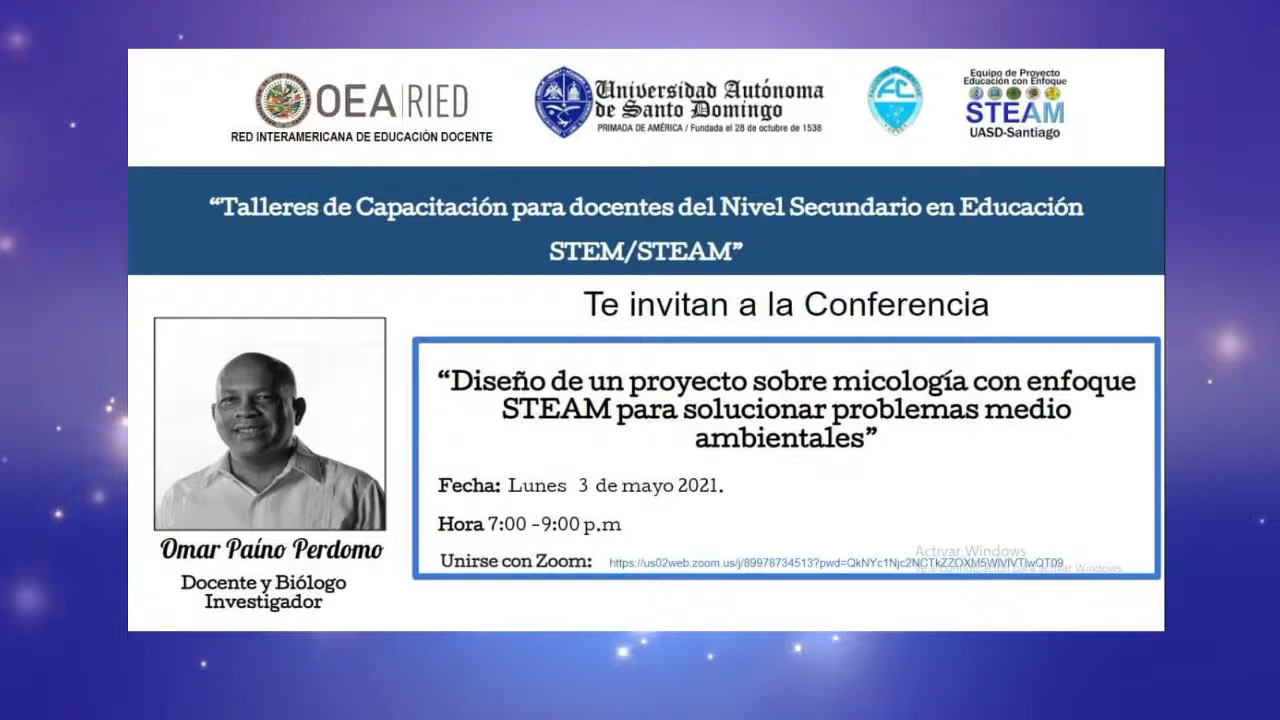 OEA RIED
RED INTERAMERICANA DE EDUCACIÓN DOCENTE
Universidad Autónoma
de Santo Domingo
PRIMADA DE AMÉRICA / Fundada el 28 de octubre de 1538
FC
Equipo de Proyecto
Educación con Enfoque
STEAM
UASD-Santiago
“Talleres de Capacitación para docentes del Nivel Secundario en Educación
STEM/STEAM”
Te invitan a la Conferencia
“Diseño de un proyecto sobre micología con enfoque
STEAM para solucionar problemas medio
ambientales”
Fecha: Lunes 3 de mayo 2021.
Hora 7:00 -9:00 p.m
Unirse con Zoom:
Activar Windows
Omar Paíno Perdomo
Docente y Biólogo
Investigador